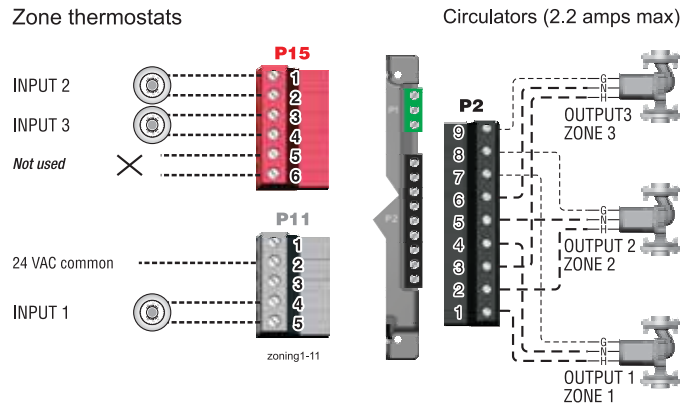 Zone thermostats
Circulators (2.2 amps max)
P15
INPUT 2
1
2
INPUT 3
3
4
Not used
5
6
P11
1
24 VAC common
2
3
INPUT 1
4
5
zoning1-11
P1
P2
P2
9
8
7
6
5
4
3
2
1
G
N
H
OUTPUT3
ZONE 3
G
N
H
OUTPUT 2
ZONE 2
G
N
H
OUTPUT 1
ZONE 1